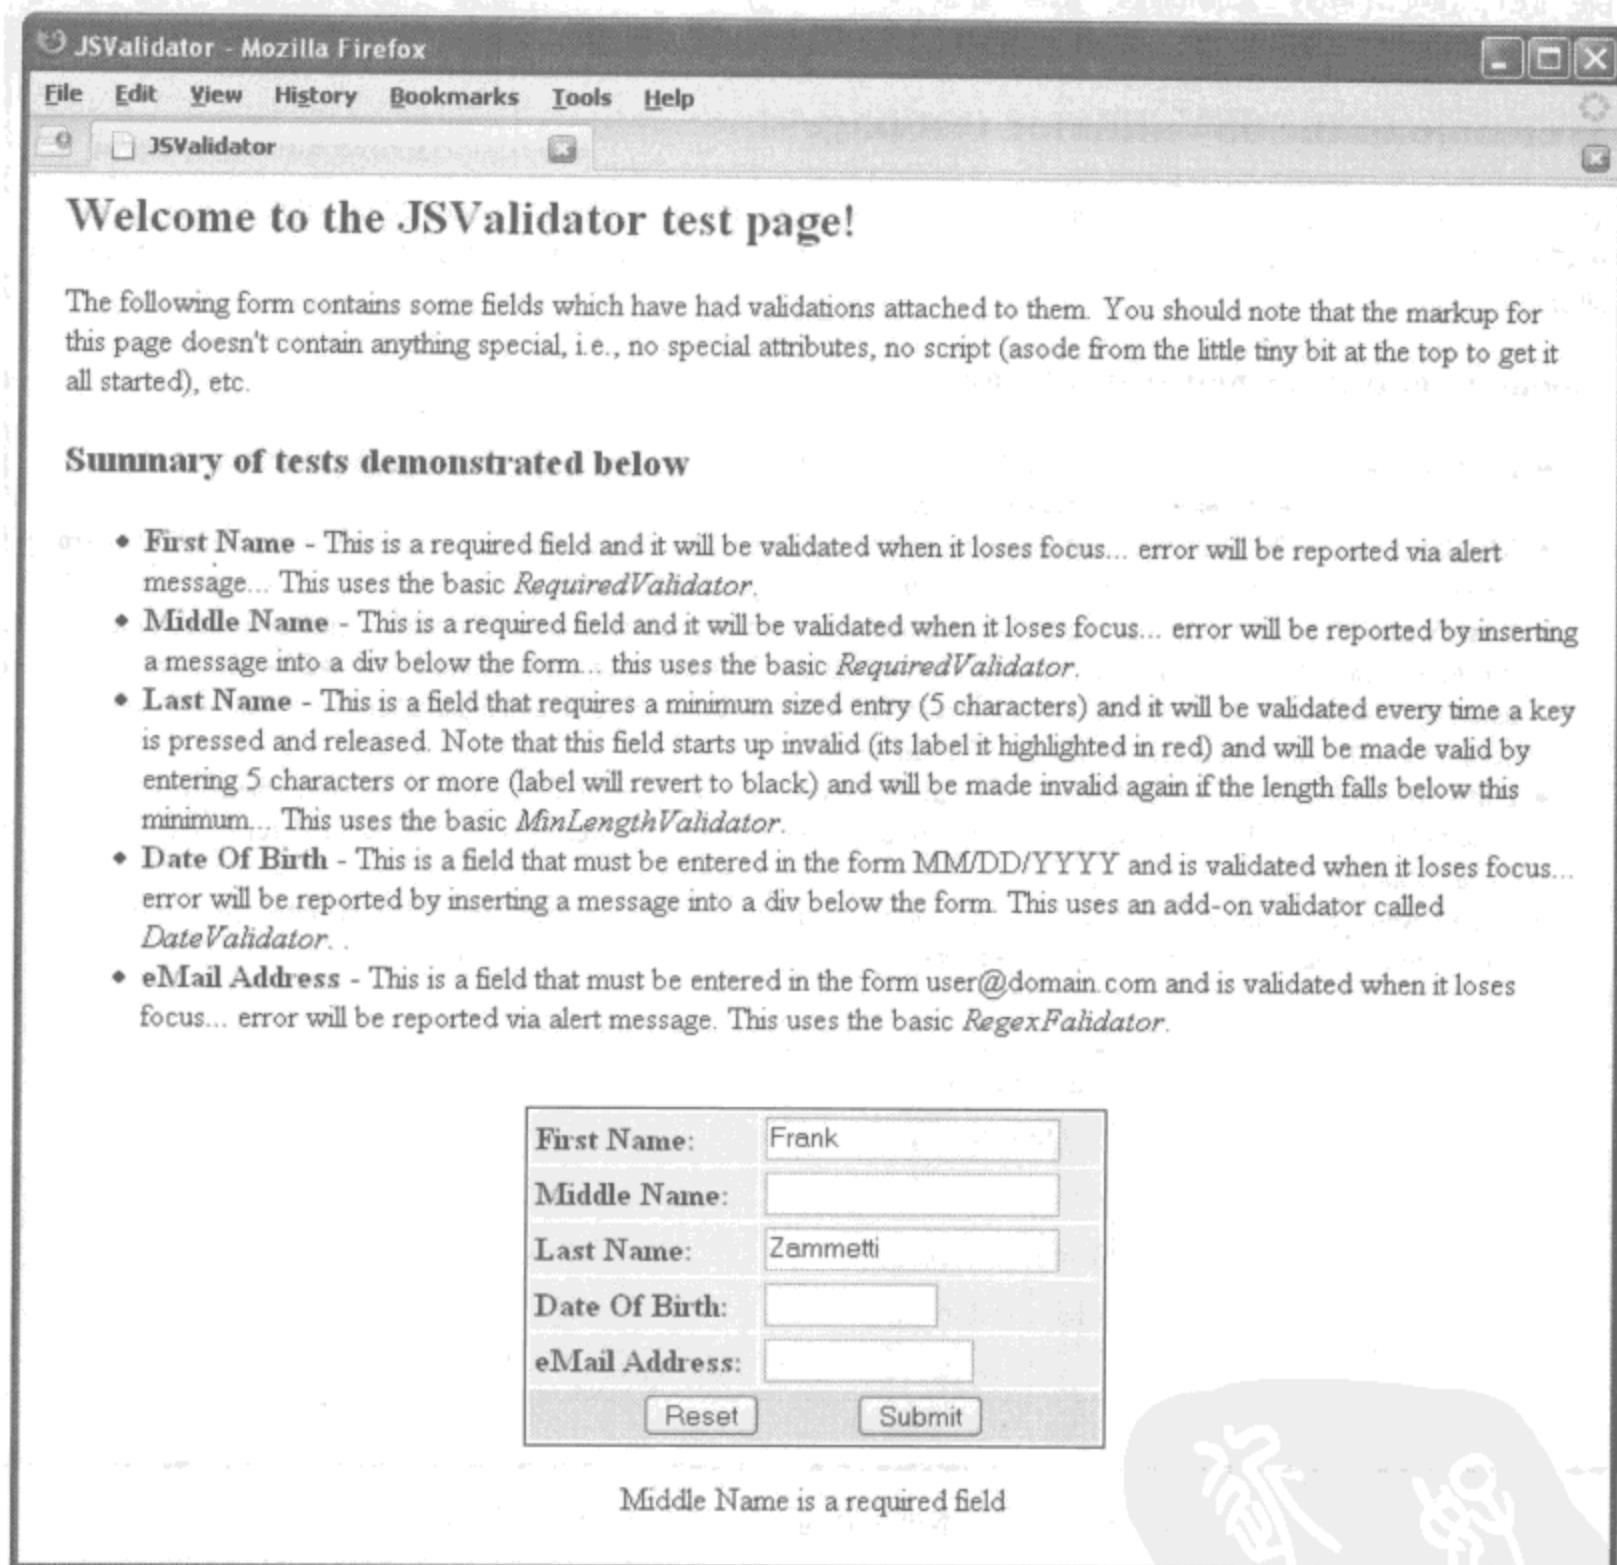 JSValidator - Mozilla Firefox
File Edit View History Bookmarks Tools Help
JSValidator
Welcome to the JSValidator test page!
The following form contains some fields which have had validations attached to them. You should note that the markup for
this page doesn't contain anything special, i.e., no special attributes, no script (asode from the little tiny bit at the top to get it
all started), etc.
Summary of tests demonstrated below
• First Name - This is a required field and it will be validated when it loses focus... error will be reported via alert
message... This uses the basic RequiredValidator.
• Middle Name - This is a required field and it will be validated when it loses focus... error will be reported by inserting
a message into a div below the form... this uses the basic RequiredValidator.
• Last Name - This is a field that requires a minimum sized entry (5 characters) and it will be validated every time a key
is pressed and released. Note that this field starts up invalid (its label it highlighted in red) and will be made valid by
entering 5 characters or more (label will revert to black) and will be made invalid again if the length falls below this
minimum... This uses the basic MinLengthValidator.
• Date Of Birth - This is a field that must be entered in the form MM/DD/YYYY and is validated when it loses focus...
error will be reported by inserting a message into a div below the form. This uses an add-on validator called
DateValidator. .
• eMail Address - This is a field that must be entered in the form user@domain.com and is validated when it loses
focus... error will be reported via alert message. This uses the basic RegexFalidator.
First Name: Frank
Middle Name:
Last Name: Zammetti
Date Of Birth:
eMail Address:
Reset Submit
Middle Name is a required field